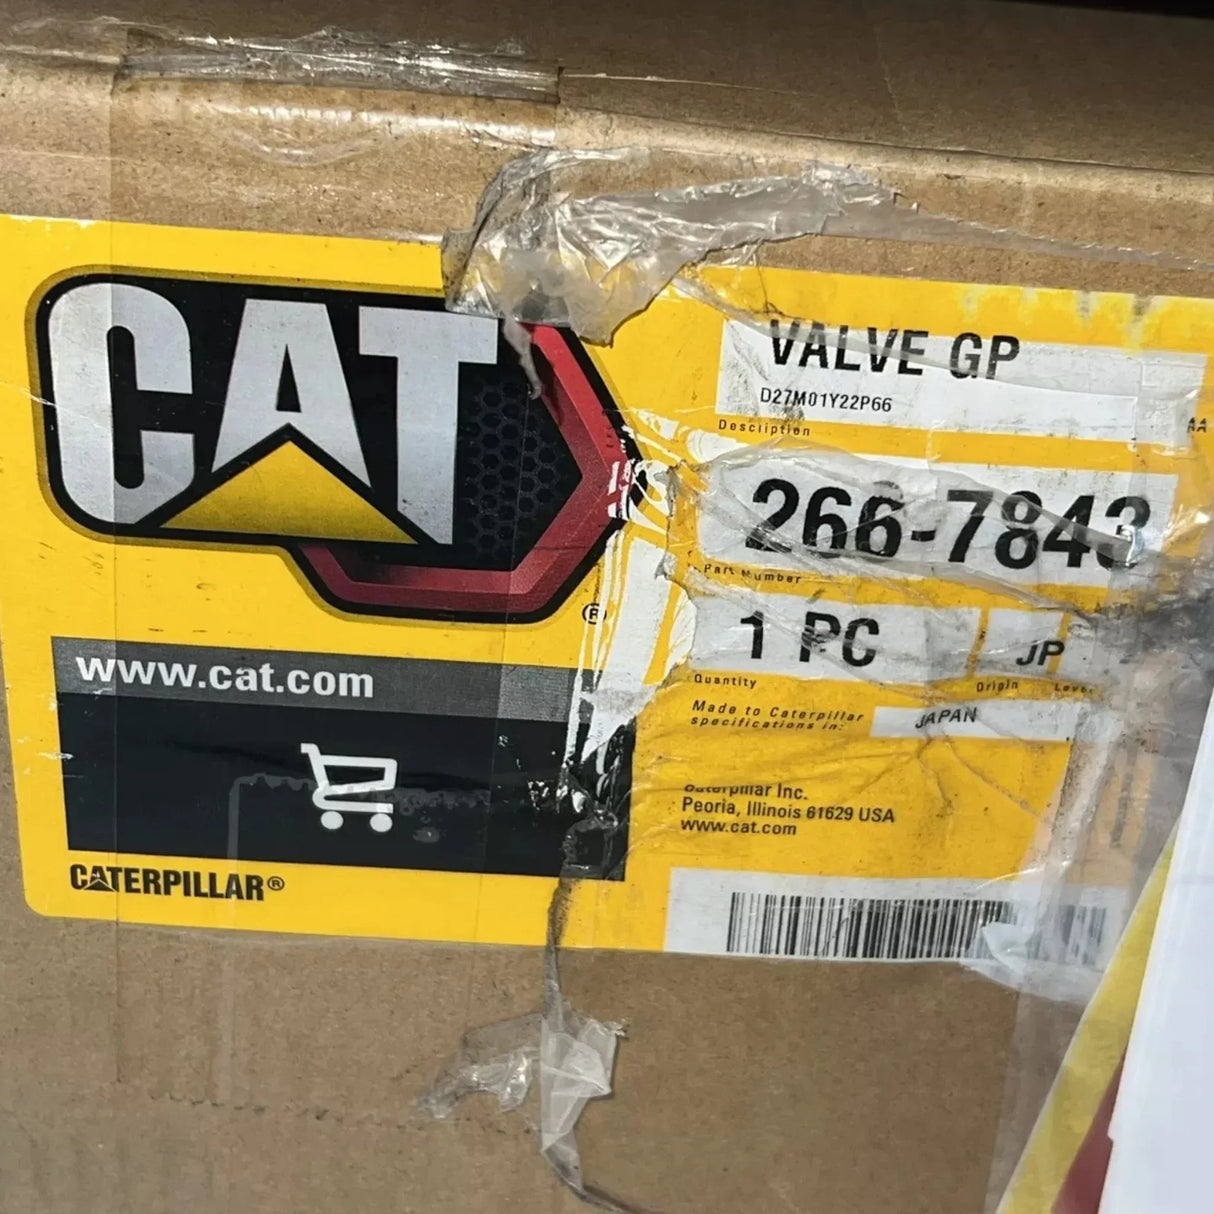 CAT
®
www.cat.com
CATERPILLAR®
VALVE GP
D27M01Y22P66
Description
AA
266-7843
Part Number
1 PC
JP
Quantity
Origin
Made to Caterpillar
specifications in:
JAPAN
Caterpillar Inc.
Peoria, Illinois 61629 USA
www.cat.com